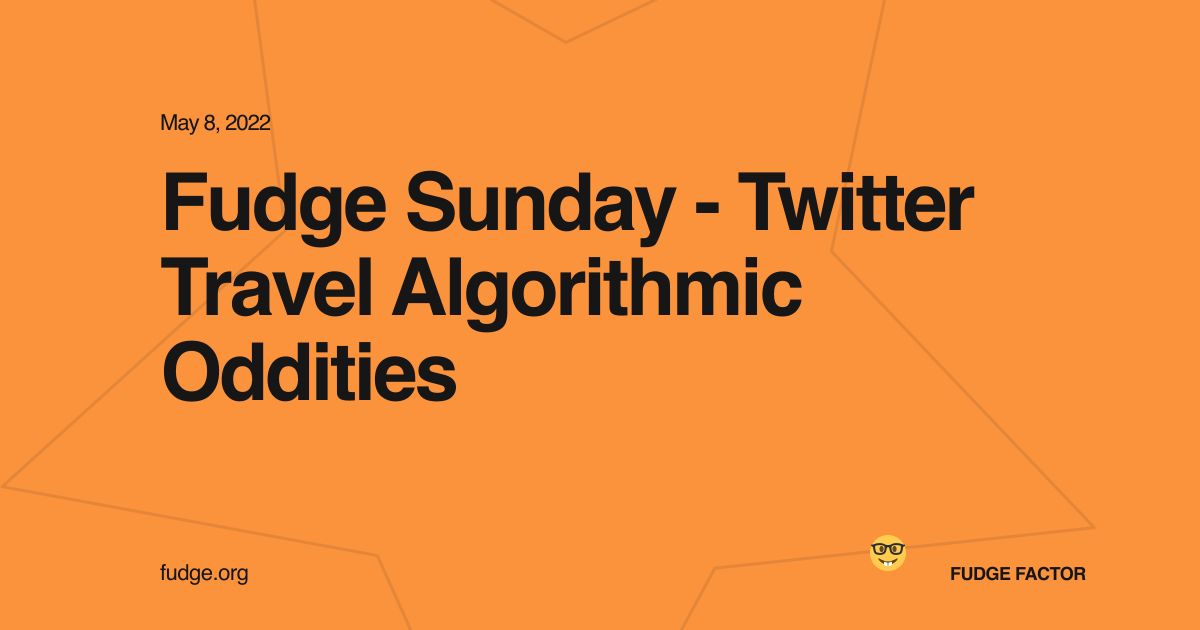 May 8, 2022
Fudge Sunday - Twitter
Travel Algorithmic
Oddities
fudge.org
FUDGE FACTOR